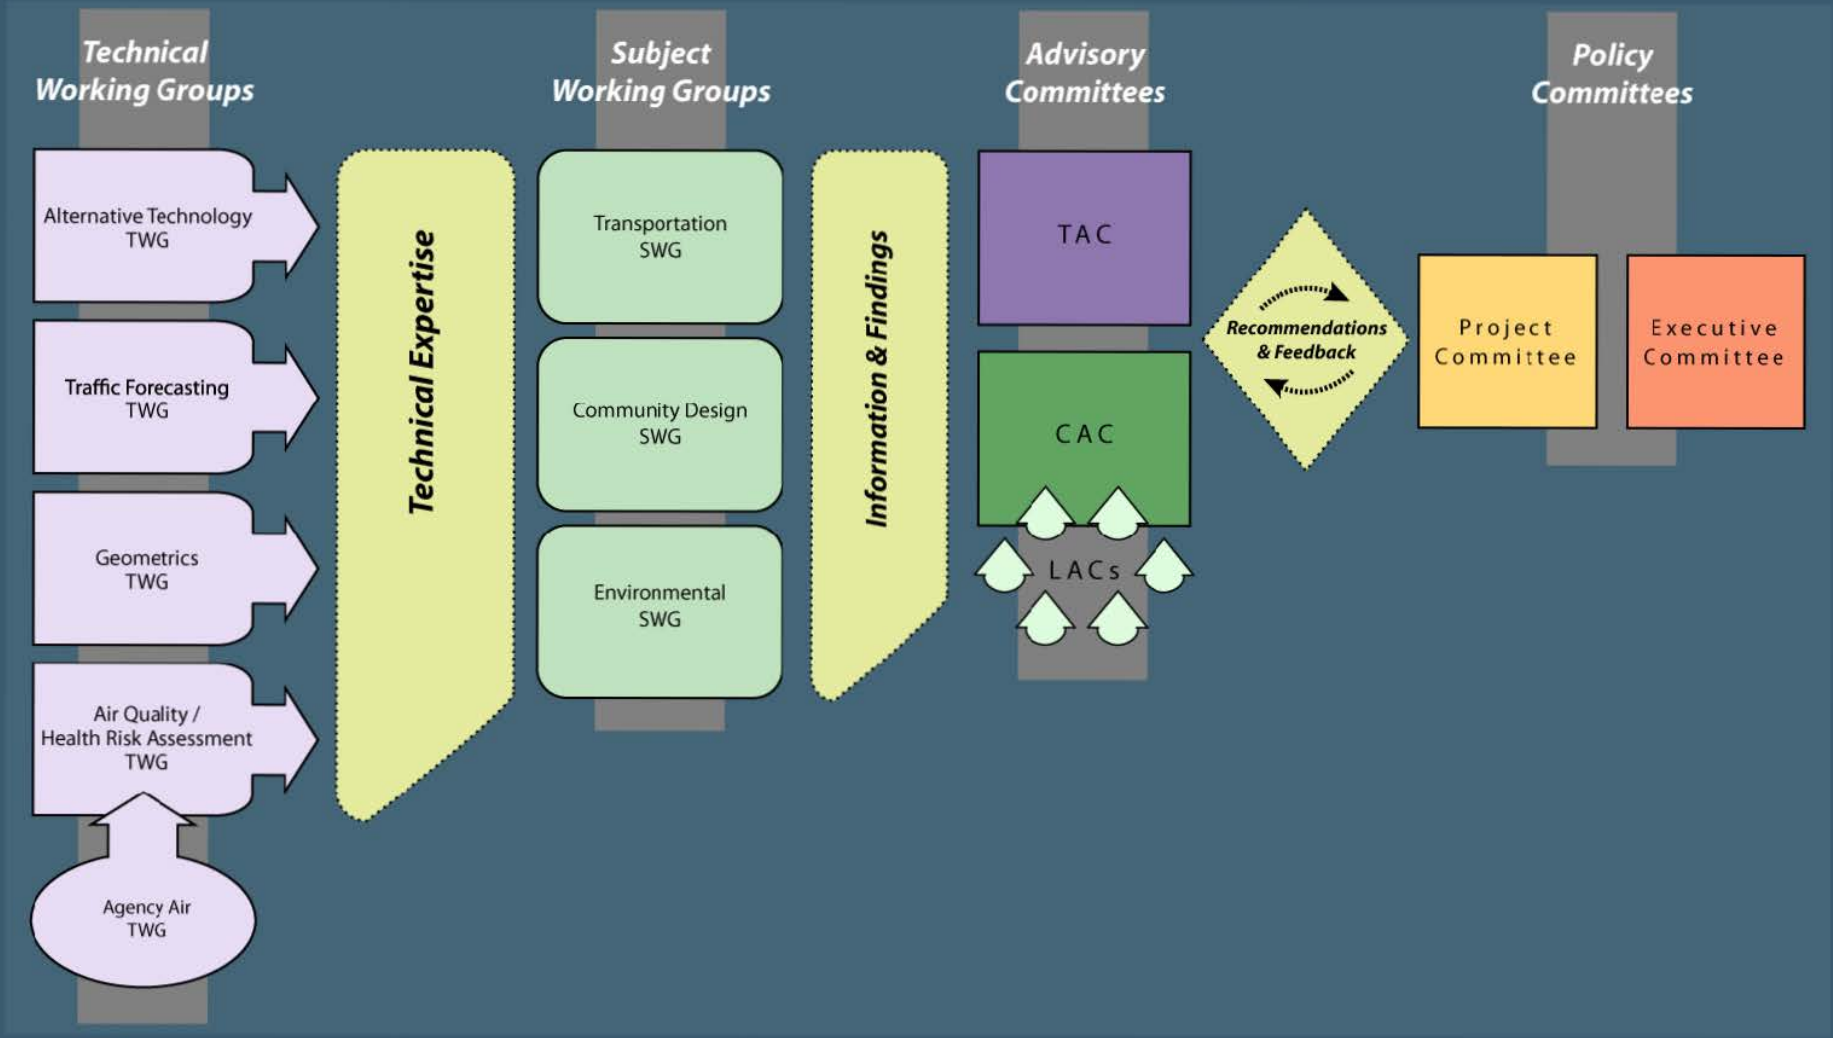 Technical
Working Groups
Subject
Working Groups
Advisory
Committees
Policy
Committees
Alternative Technology
TWG
Traffic Forecasting
TWG
Geometrics
TWG
Air Quality /
Health Risk Assessment
TWG
Agency Air
TWG
Technical Expertise
Transportation
SWG
Community Design
SWG
Environmental
SWG
Information & Findings
TAC
CAC
LACs
Recommendations
& Feedback
Project
Committee
Executive
Committee